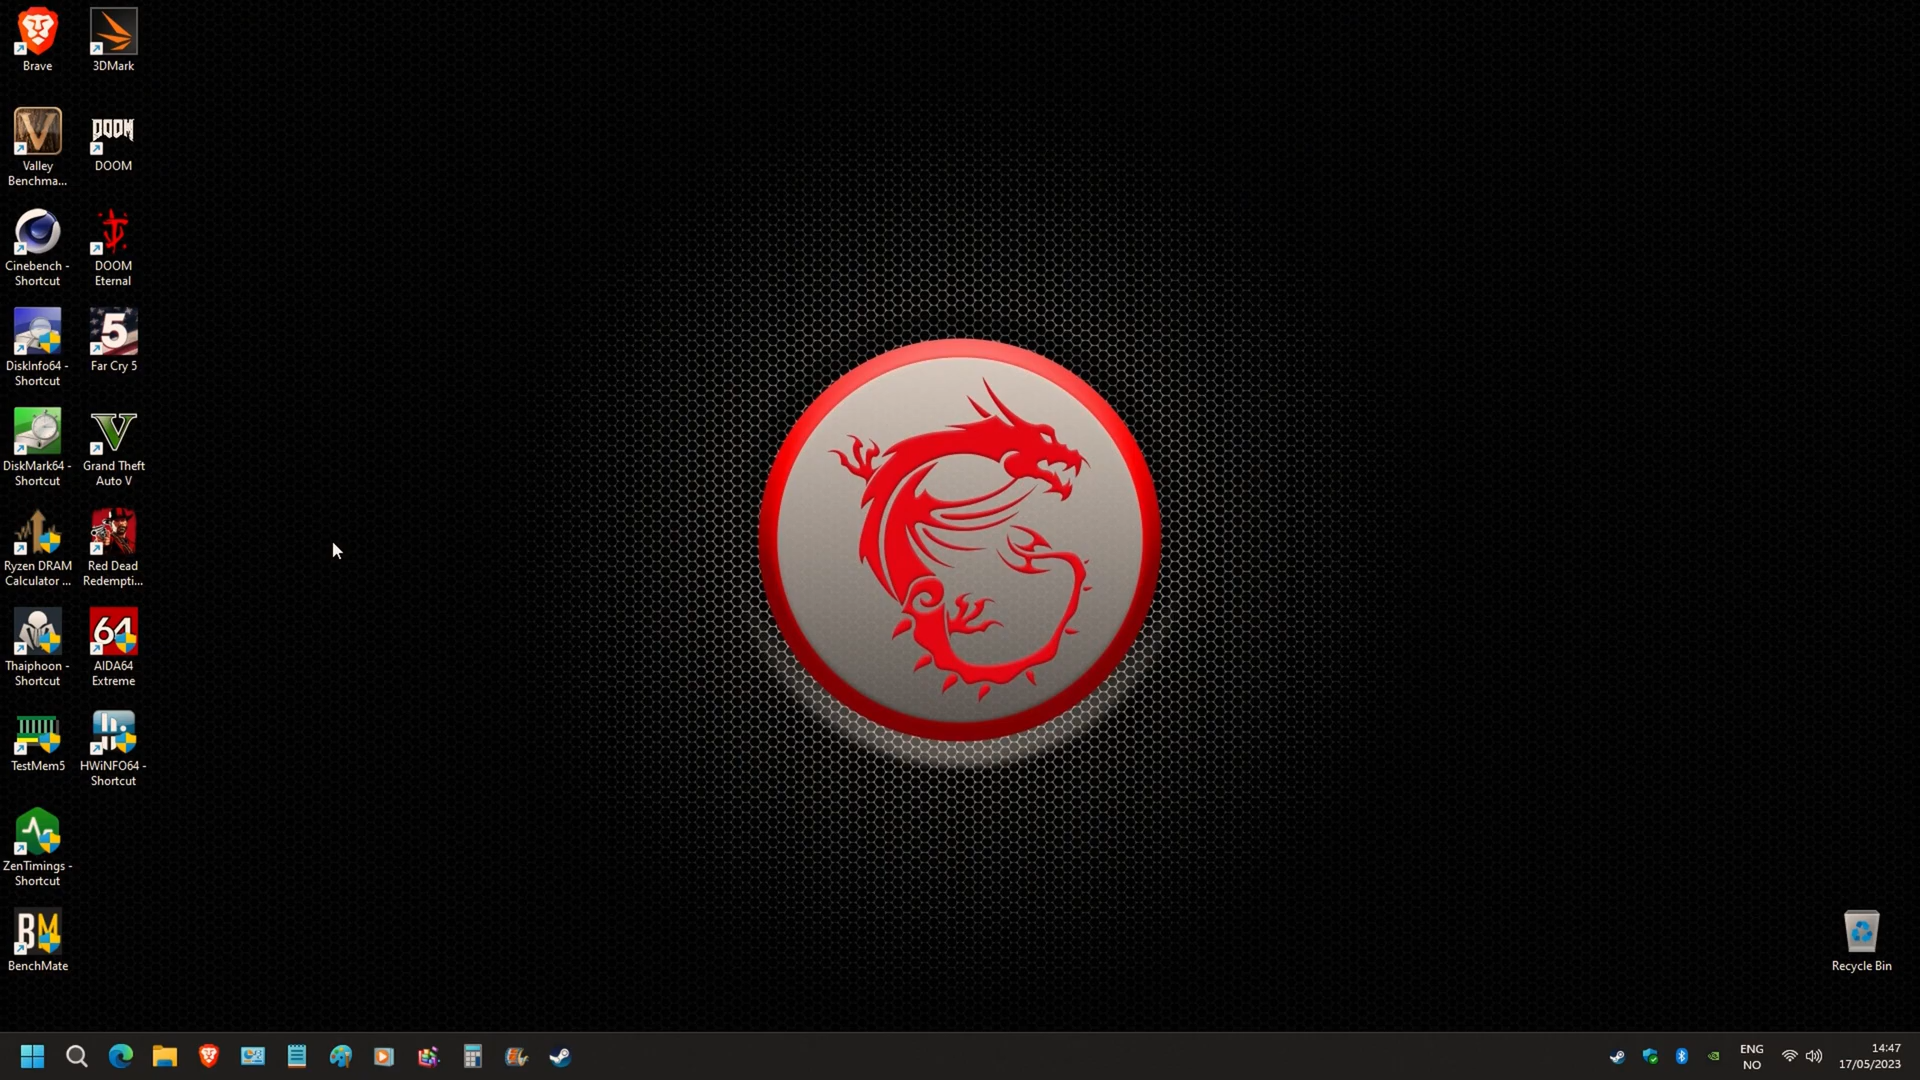 Brave
3DMark
Valley
Benchma...
DOOM
DOOM
Cinebench -
Shortcut
DOOM
Eternal
DiskInfo64 -
Shortcut
5
Far Cry 5
DiskMark64 -
Shortcut
V
Grand Theft
Auto V
Ryzen DRAM
Calculator ...
Red Dead
Redempti...
Thaiphoon -
Shortcut
64
AIDA64
Extreme
TestMem5
HWiNFO64 -
Shortcut
ZenTimings -
Shortcut
BM
BenchMate
Recycle Bin
ENG
NO
14:47
17/05/2023